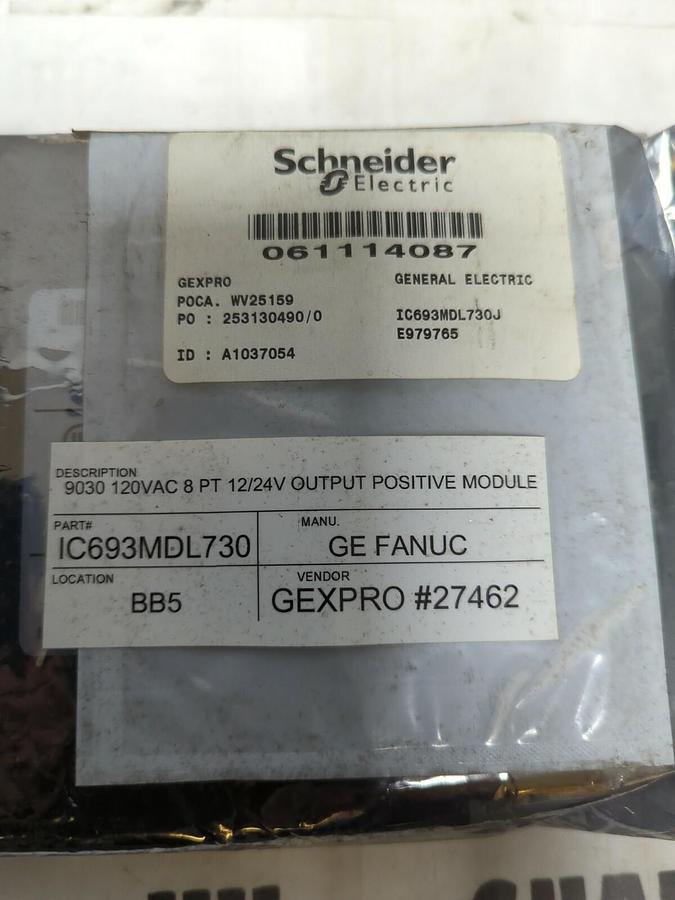 Schneider
Electric
061114087
GEXPRO GENERAL ELECTRIC
POCA. WV25159
PO : 253130490/0 IC693MDL730J
E979765
ID : A1037054
DESCRIPTION
9030 120VAC 8 PT 12/24V OUTPUT POSITIVE MODULE
PART# MANU.
IC693MDL730 GE FANUC
LOCATION VENDOR
BB5 GEXPRO #27462